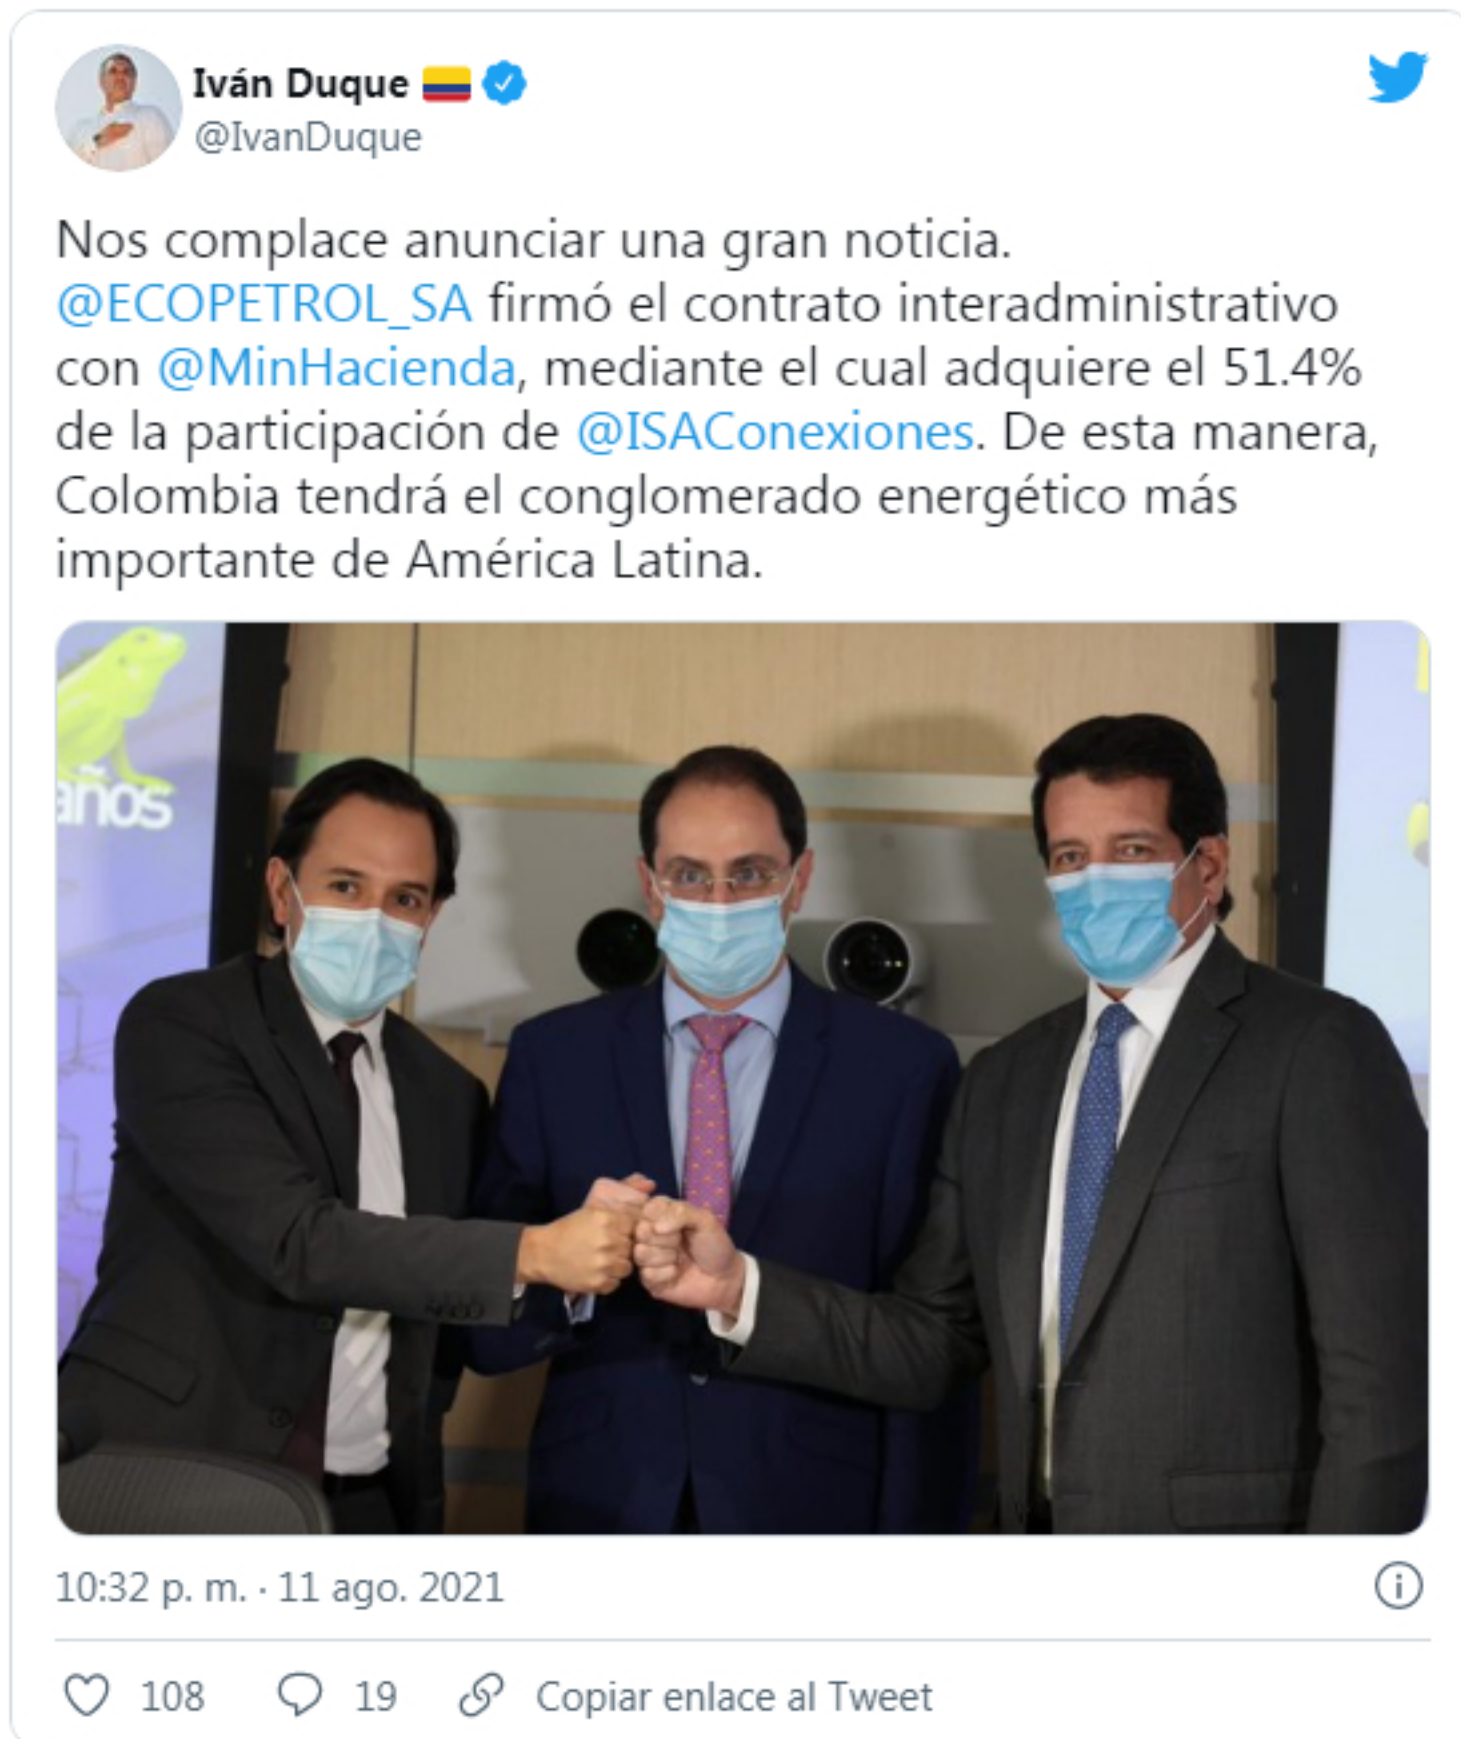 Iván Duque
@IvanDuque
Nos complace anunciar una gran noticia.
@ECOPETROL_SA firmó el contrato interadministrativo
con @MinHacienda, mediante el cual adquiere el 51.4%
de la participación de @ISAConexiones. De esta manera,
Colombia tendrá el conglomerado energético más
importante de América Latina.
años
10:32 p. m. · 11 ago. 2021
108 19 Copiar enlace al Tweet